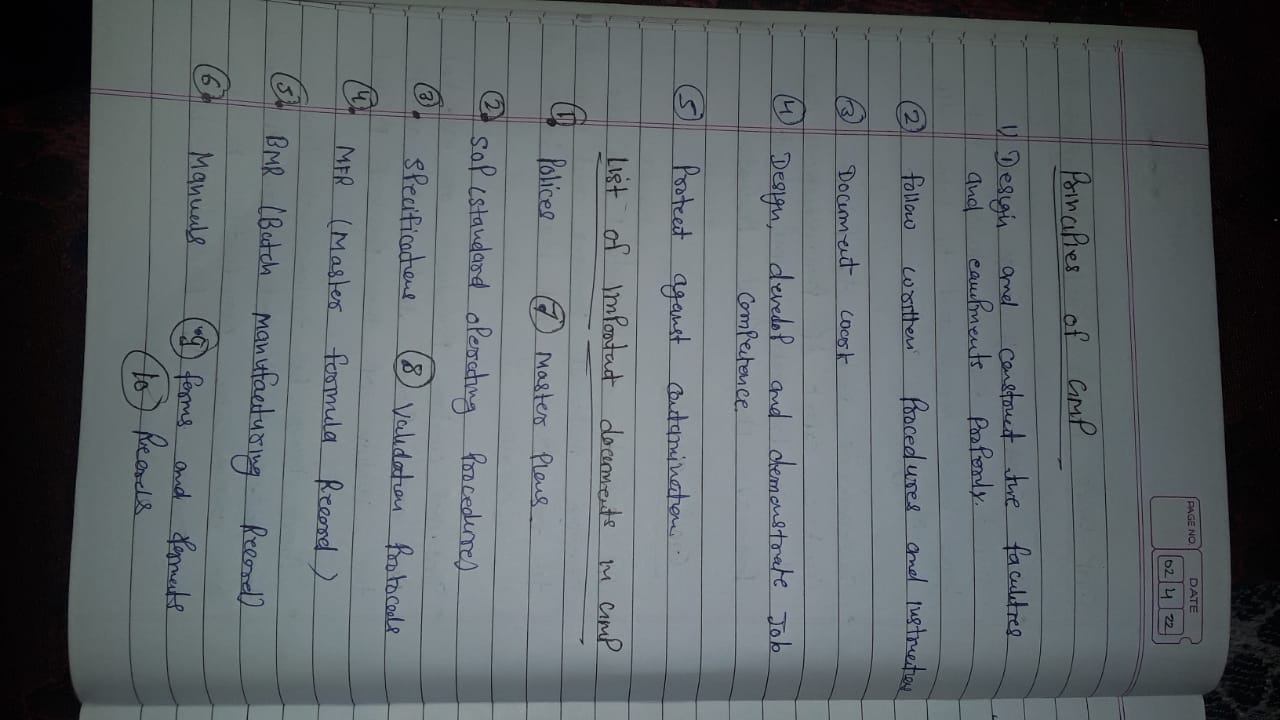 PAGE NO.
DATE
02 4 22
Principles of GMP
1) Design and construct the facilities
and equipments Properly.
2 follow written Procedures and Instructions
3 Document work
4 Design, develop and demonstrate Job
Competence.
5 Protect against contamination.
List of Important documents in GMP
1. Polices 7 Master Plans
2. SOP (standard operating Procedures)
3. Specifications 8 Validation Protocols
4. MFR (Master formula Record)
5. BMR (Batch manufacturing Record)
6. Manuals 9 forms and formats
10 Records